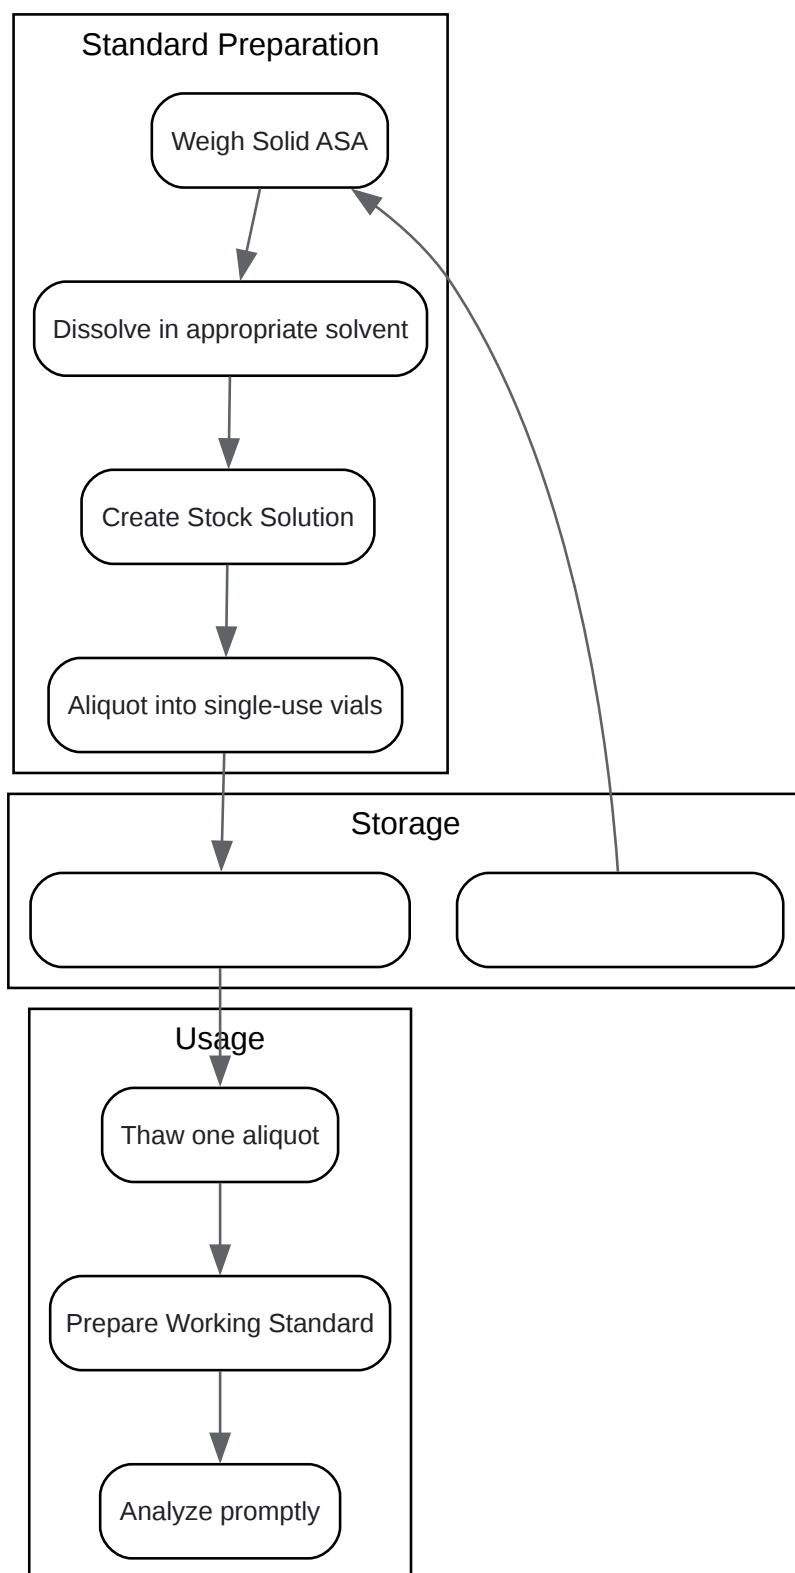 Standard Preparation
Weigh Solid ASA
Dissolve in appropriate solvent
Create Stock Solution
Aliquot into single-use vials
Storage
Usage
Thaw one aliquot
Prepare Working Standard
Analyze promptly